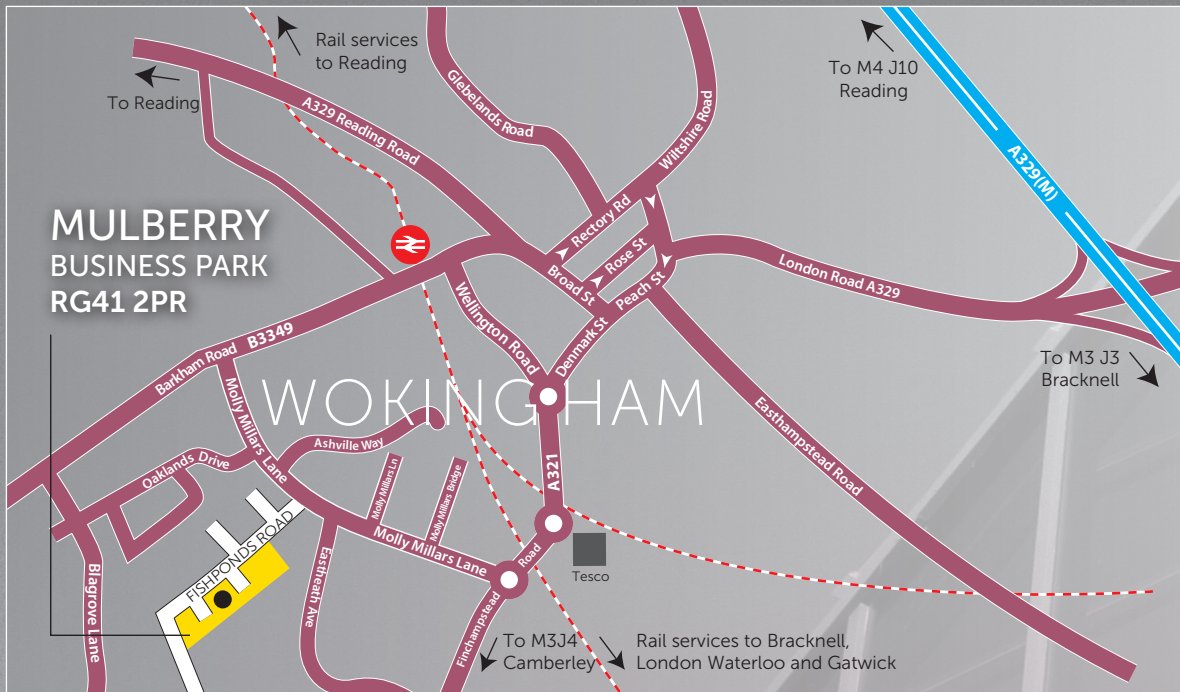 Rail services
to Reading
To Reading
A329 Reading Road
Glebelands Road
Wiltshire Road
To M4 J10
Reading
A329(M)
MULBERRY
BUSINESS PARK
RG41 2PR
Rectory Rd
Rose St
Broad St
Peach St
London Road A329
Wellington Road
Denmark St
To M3 J3
Bracknell
Barkham Road B3349
WOKINGHAM
Molly Millars Lane
Ashville Way
Oaklands Drive
Easthampstead Road
A321
Molly Millars Ln
Molly Millars Bridge
FISHPONDS ROAD
Molly Millars Lane
Tesco
Blagrove Lane
Eastheath Ave
Finchampstead Road
To M3J4
Camberley
Rail services to Bracknell,
London Waterloo and Gatwick